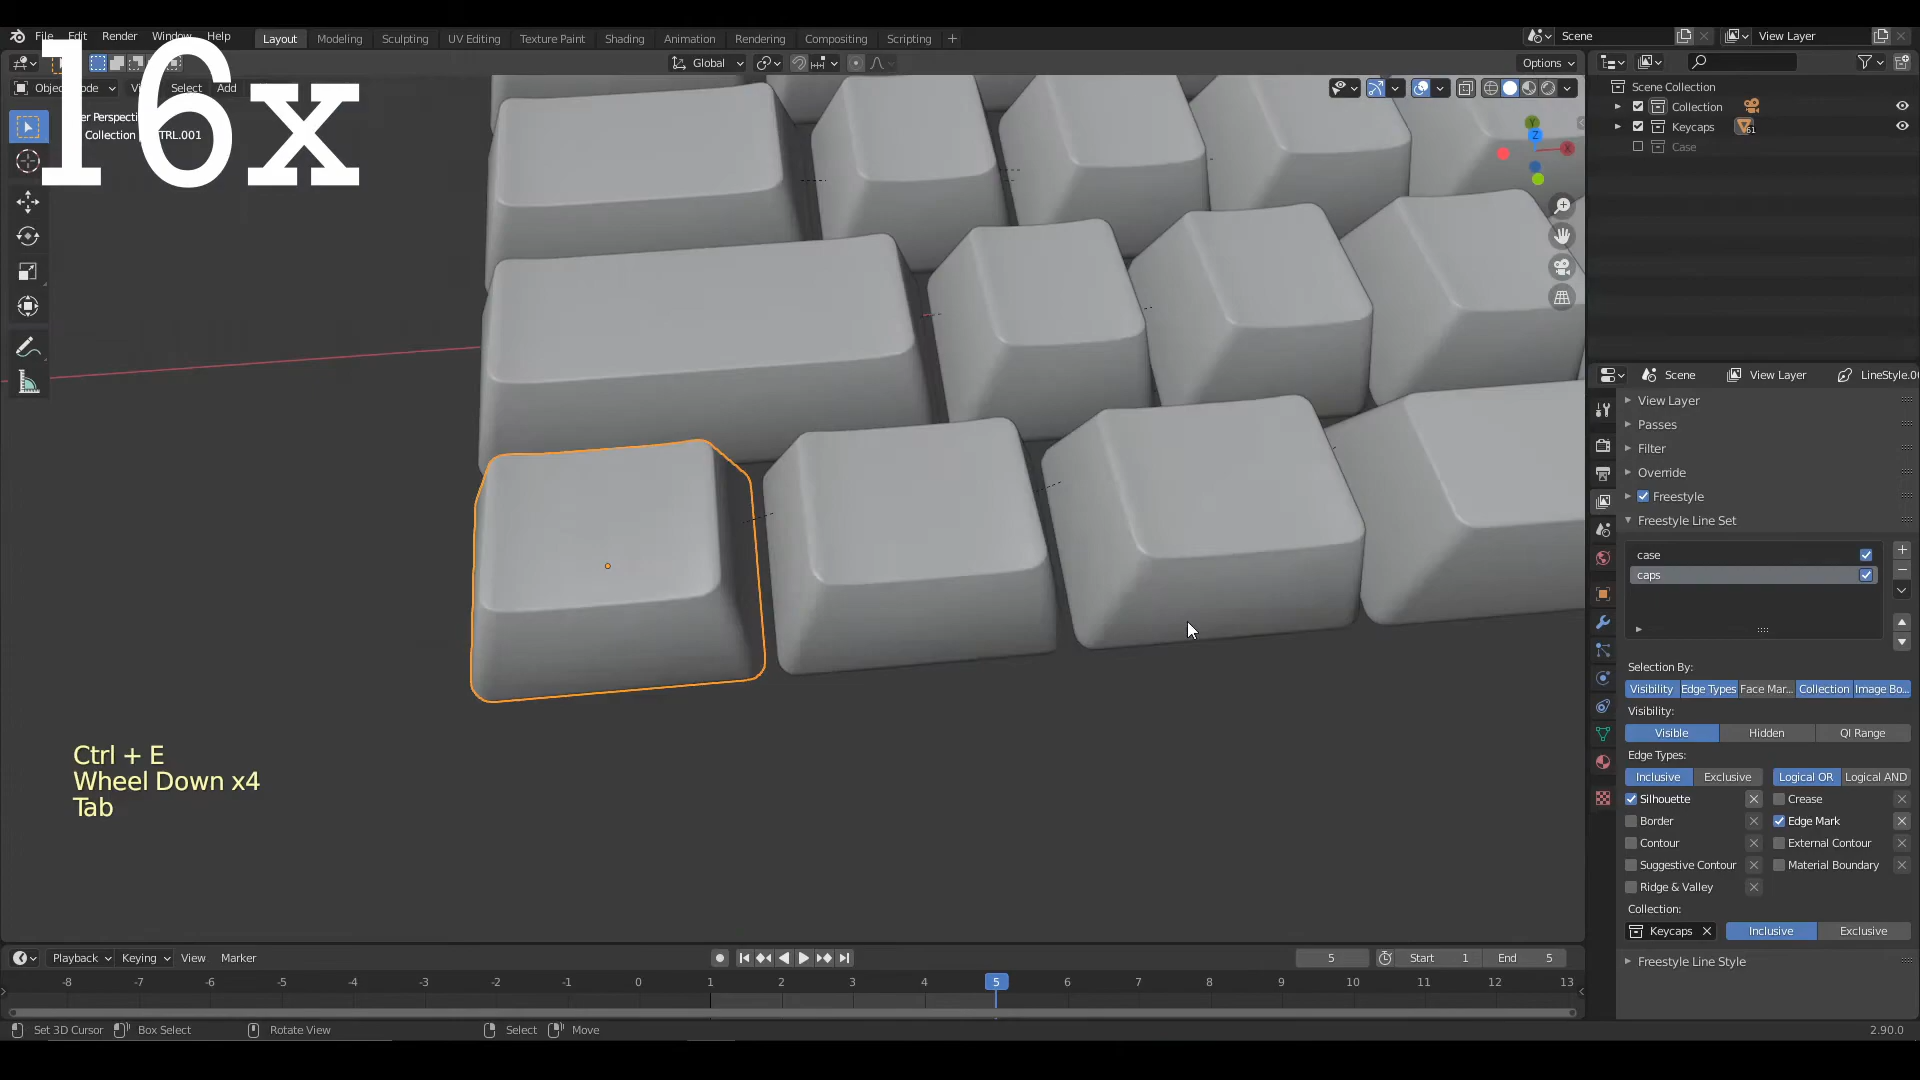 File Edit Render Window Help
Layout Modeling Sculpting UV Editing Texture Paint Shading Animation Rendering Compositing Scripting +
Scene
View Layer
16x
Global
Options
Select Add
Collection
TRL.001
Scene Collection
Collection
Keycaps 61
Case
Y
Z
X
Scene View Layer LineStyle.0
View Layer
Passes
Filter
Override
Freestyle
Freestyle Line Set
case
caps
Selection By:
Visibility Edge Types Face Mar... Collection Image Bo...
Visibility:
Visible Hidden QI Range
Edge Types:
Inclusive Exclusive Logical OR Logical AND
Silhouette Crease
Border Edge Mark
Contour External Contour
Suggestive Contour Material Boundary
Ridge & Valley
Collection:
Keycaps Inclusive Exclusive
Freestyle Line Style
Ctrl + E
Wheel Down x4
Tab
Playback Keying View Marker
5 Start 1 End 5
-8 -7 -6 -5 -4 -3 -2 -1 0 1 2 3 4 5 6 7 8 9 10 11 12 13
Set 3D Cursor Box Select Rotate View Select Move
2.90.0